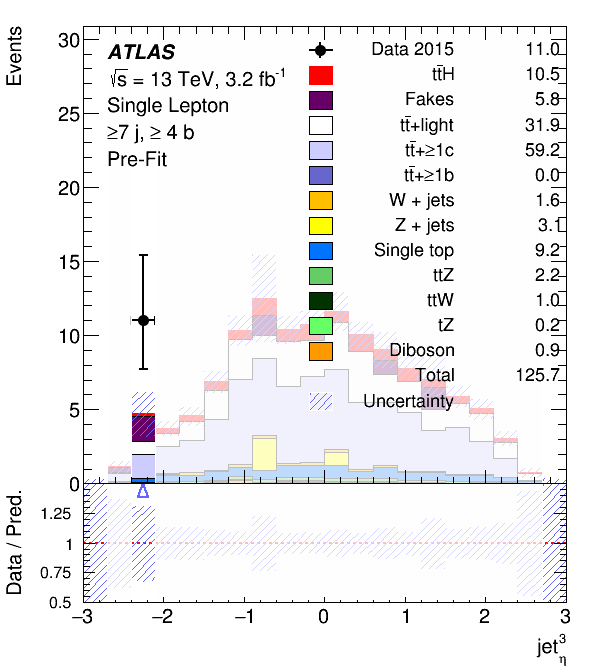 Events
30
25
20
15
10
5
0
ATLAS
√s = 13 TeV, 3.2 fb⁻¹
Single Lepton
≥7 j, ≥ 4 b
Pre-Fit
Data 2015 11.0
tt̄H 10.5
Fakes 5.8
tt̄+light 31.9
tt̄+≥1c 59.2
tt̄+≥1b 0.0
W + jets 1.6
Z + jets 3.1
Single top 9.2
ttZ 2.2
ttW 1.0
tZ 0.2
Diboson 0.9
Total 125.7
Uncertainty
Data / Pred.
1.25
1
0.75
0.5
−3 −2 −1 0 1 2 3
jet³η